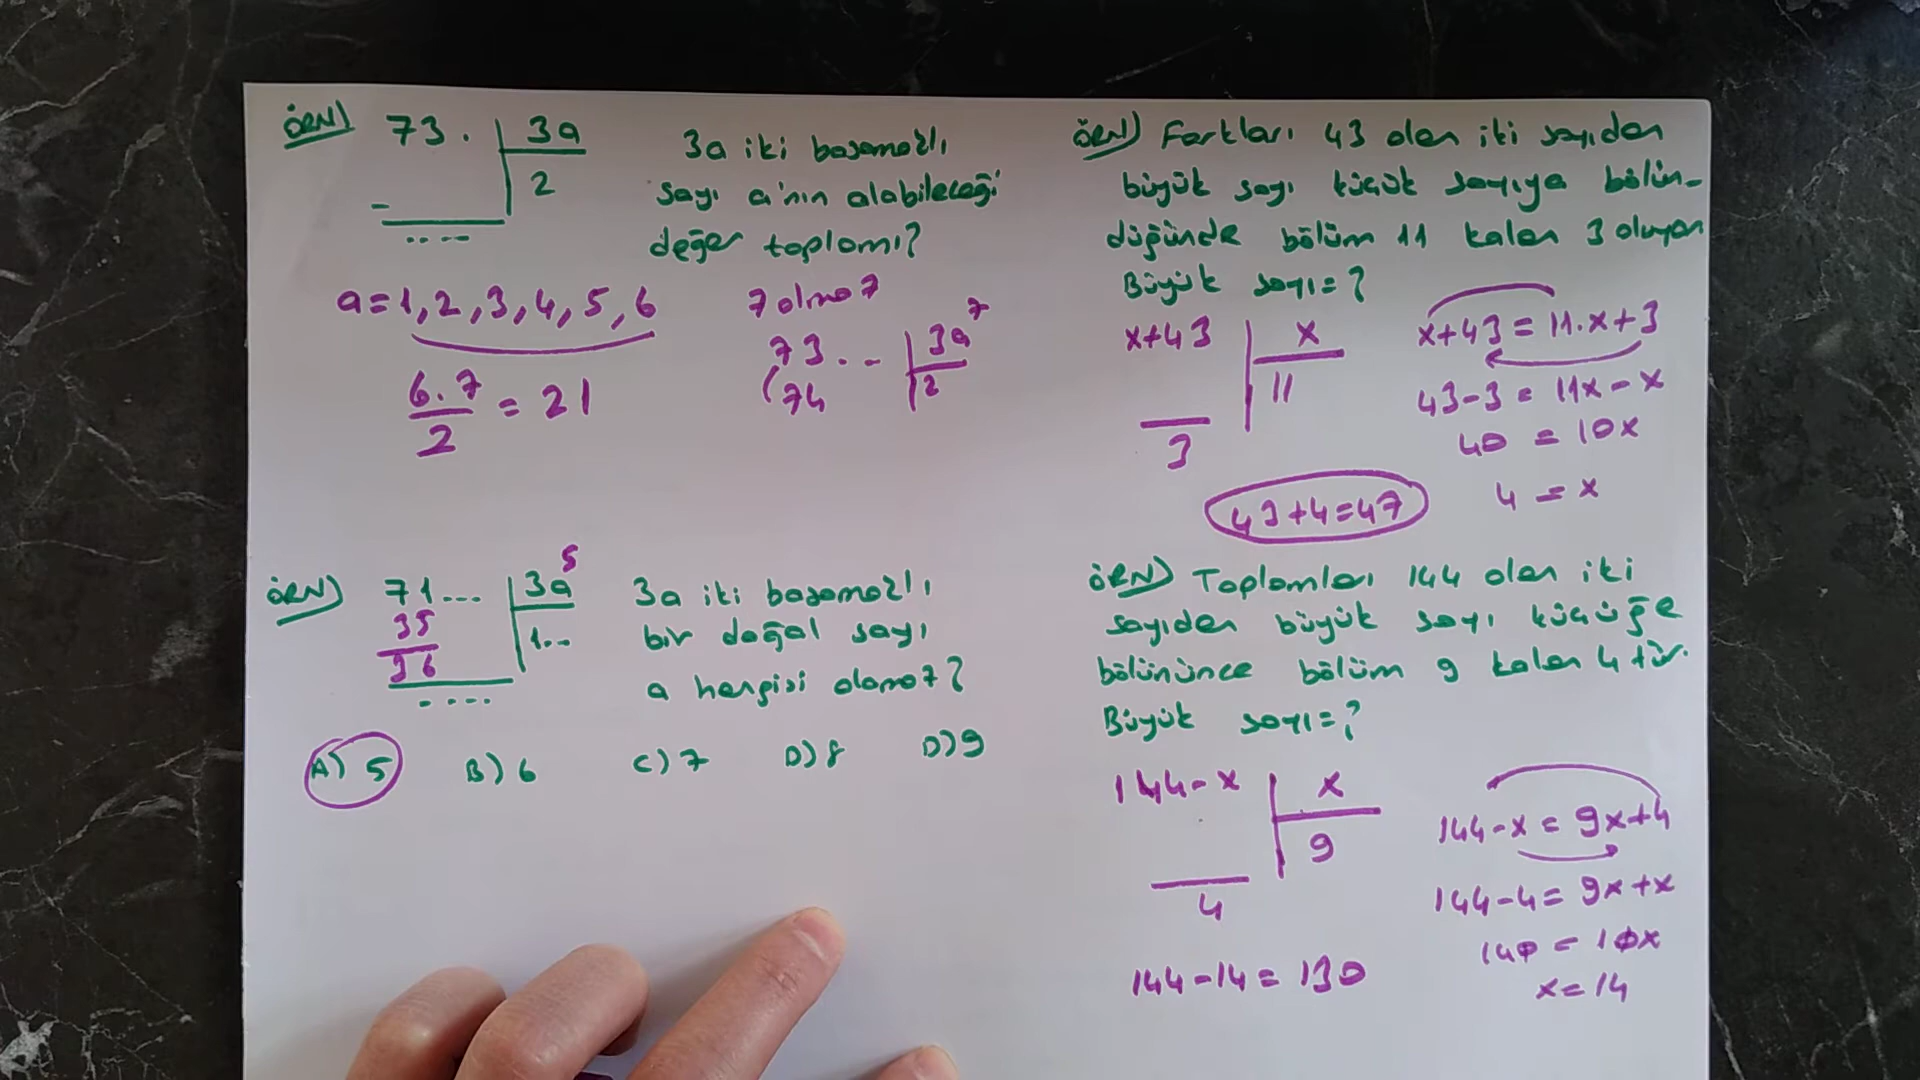 ÖRN) 73. 3a
2
- ....
3a iki basamaklı
sayı a'nın alabileceği
değer toplamı?
a=1,2,3,4,5,6
6.7/2 = 21
7 olmaz
73.. 3a 7
74 2
ÖRN) 71... 3a 5
35 1..
36
....
3a iki basamaklı
bir doğal sayı
a hangisi olamaz?
A) 5 B) 6 C) 7 D) 8 D) 9
ÖRN) Farkları 43 olan iki sayıdan
büyük sayı küçük sayıya bölün-
düğünde bölüm 11 kalan 3 oluyor
Büyük sayı=?
x+43 x
11
3
x+43 = 11.x+3
43-3 = 11x-x
40 = 10x
4 = x
43+4=47
ÖRN) Toplamları 144 olan iki
sayıdan büyük sayı küçüğe
bölününce bölüm 9 kalan 4 tür.
Büyük sayı=?
144-x x
9
4
144-x = 9x+4
144-4= 9x+x
140 = 10x
x=14
144-14= 130